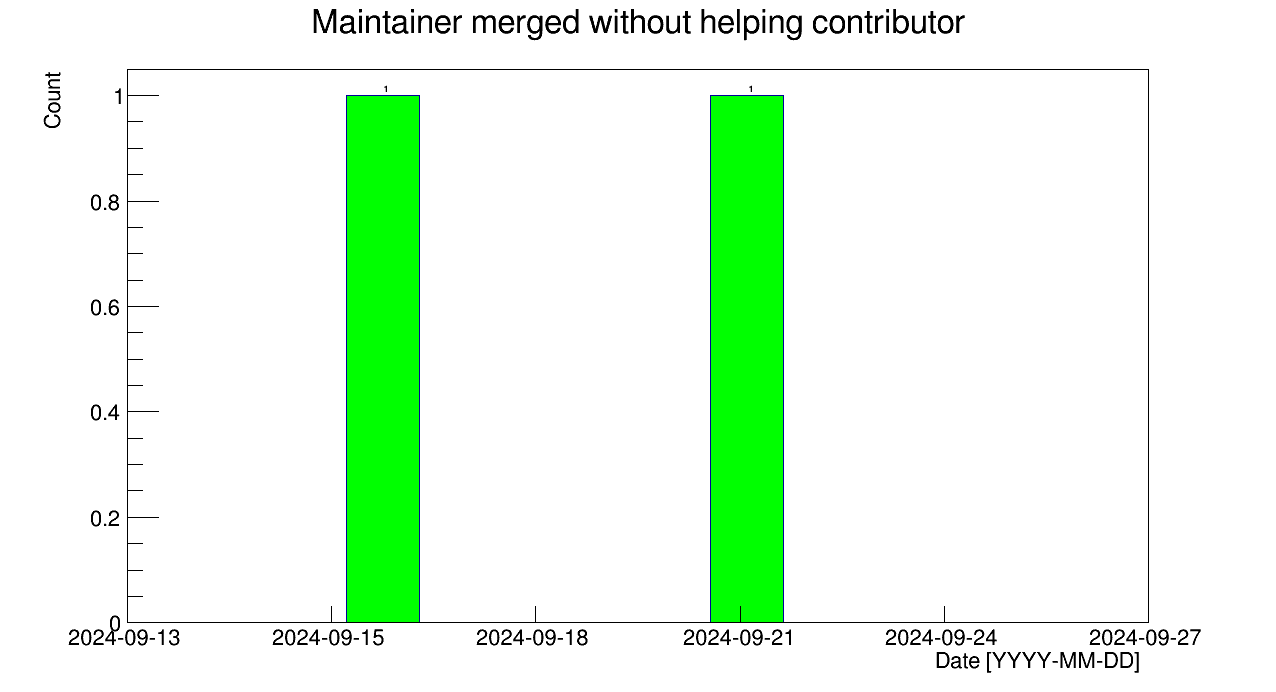 Maintainer merged without helping contributor
Count
1
1
1
0.8
0.6
0.4
0.2
0
2024-09-13 2024-09-15 2024-09-18 2024-09-21 2024-09-24 2024-09-27
Date [YYYY-MM-DD]